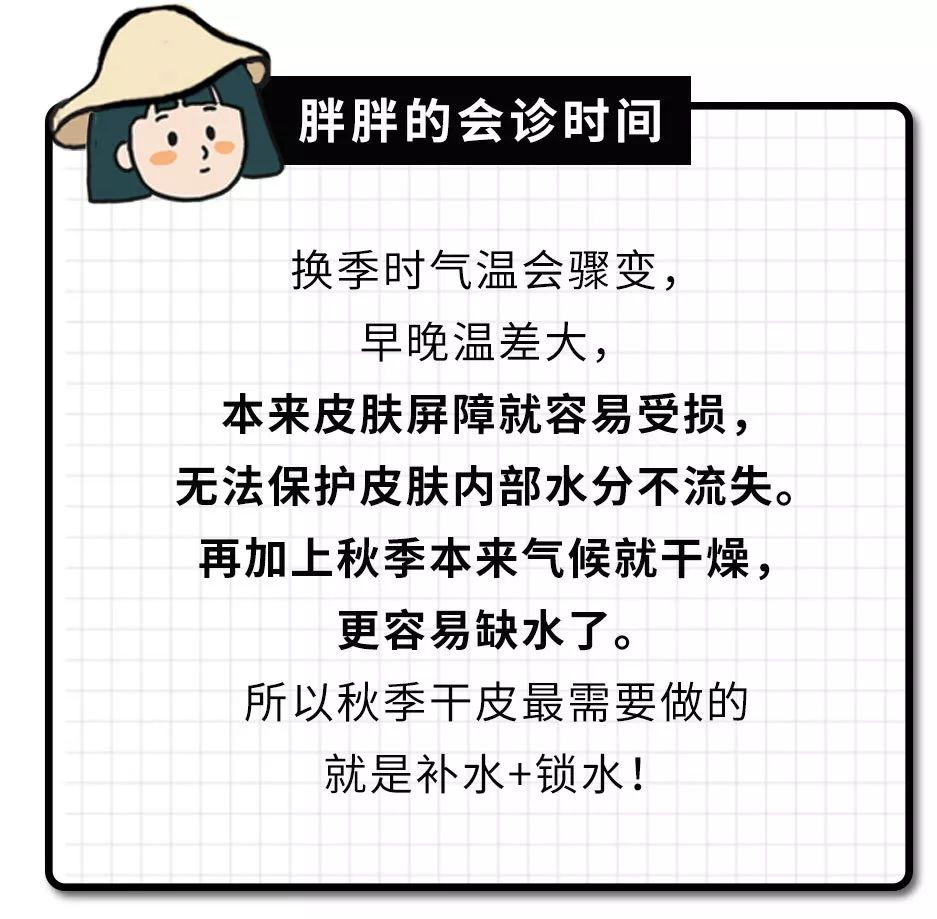 胖胖的会诊时间
换季时气温会骤变，
早晚温差大，
本来皮肤屏障就容易受损，
无法保护皮肤内部水分不流失。
再加上秋季本来气候就干燥，
更容易缺水了。
所以秋季干皮最需要做的
就是补水+锁水！